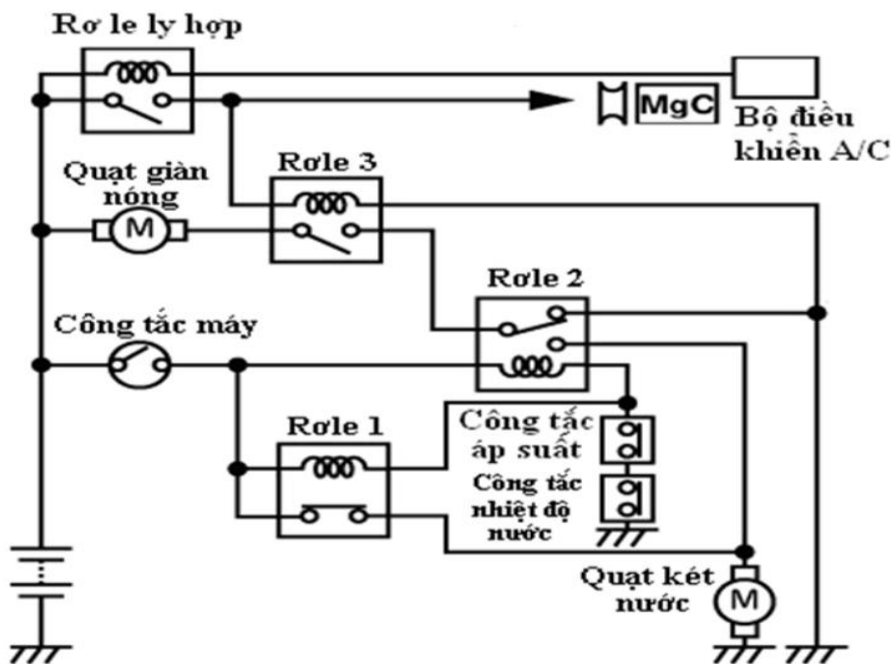 Rơ le ly hợp
MgC
Bộ điều
khiển A/C
Quạt giàn
nóng
M
Rơle 3
Rơle 2
Công tắc máy
Rơle 1
Công tắc
áp suất
Công tắc
nhiệt độ
nước
Quạt két
nước
M